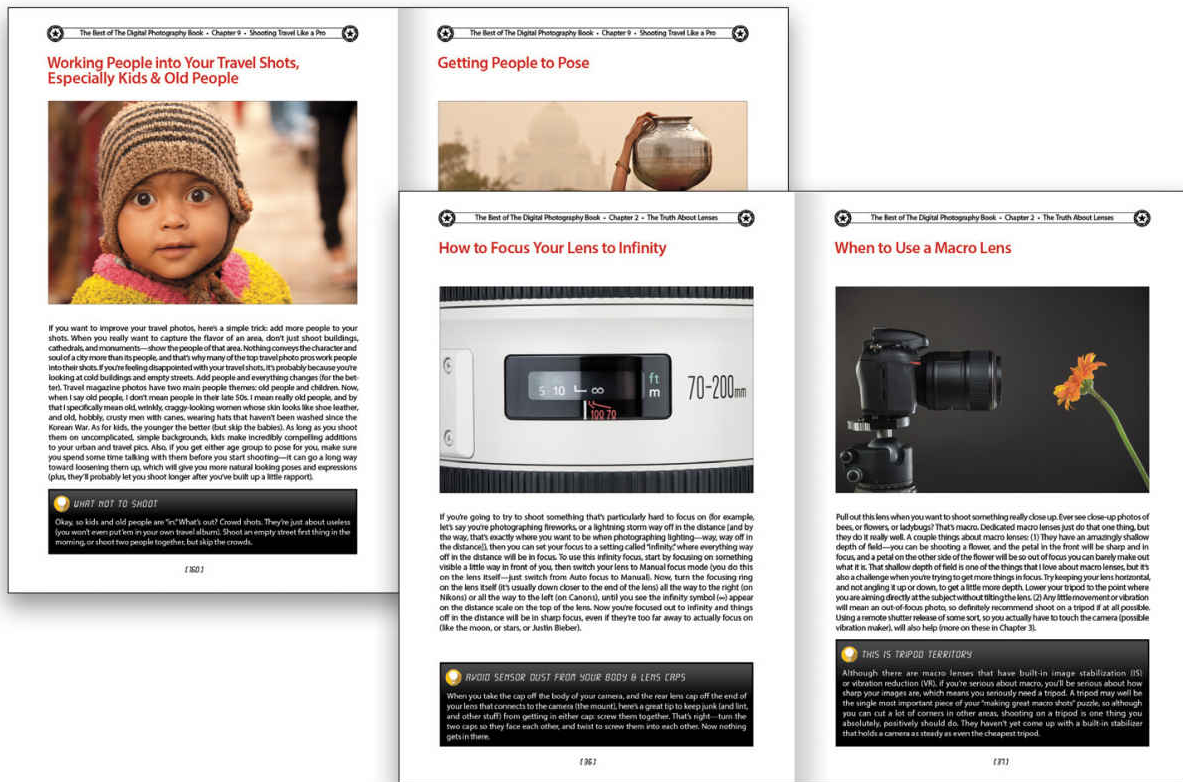 The Best of The Digital Photography Book • Chapter 9 • Shooting Travel Like a Pro
Working People into Your Travel Shots,
Especially Kids & Old People
If you want to improve your travel photos, here's a simple trick: add more people to your
shots. When you really want to capture the flavor of an area, don't just shoot buildings,
cathedrals, and monuments—show the people of that area. Nothing conveys the character and
soul of a city more than its people, and that's why many of the top travel photo pros work people
into their shots. If you're feeling disappointed with your travel shots, it's probably because you're
looking at cold buildings and empty streets. Add people and everything changes (for the bet-
ter). Travel magazine photos have two main people themes: old people and children. Now,
when I say old people, I don't mean people in their late 50s. I mean really old people, and by
that I specifically mean old, wrinkly, craggy-looking women whose skin looks like shoe leather,
and old, hobbly, crusty men with canes, wearing hats that haven't been washed since the
Korean War. As for kids, the younger the better (but skip the babies). As long as you shoot
them on uncomplicated, simple backgrounds, kids make incredibly compelling additions
to your urban and travel pics. Also, if you get either age group to pose for you, make sure
you spend some time talking with them before you start shooting—it can go a long way
toward loosening them up, which will give you more natural looking poses and expressions
(plus, they'll probably let you shoot longer after you've built up a little rapport).
WHAT NOT TO SHOOT
Okay, so kids and old people are "in." What's out? Crowd shots. They're just about useless
(you won't even put 'em in your own travel album). Shoot an empty street first thing in the
morning, or shoot two people together, but skip the crowds.
[160]
The Best of The Digital Photography Book • Chapter 9 • Shooting Travel Like a Pro
Getting People to Pose
The Best of The Digital Photography Book • Chapter 2 • The Truth About Lenses
How to Focus Your Lens to Infinity
5 10 ∞
ft
m
100 70
70-200mm
If you're going to try to shoot something that's particularly hard to focus on (for example,
let's say you're photographing fireworks, or a lightning storm way off in the distance [and by
the way, that's exactly where you want to be when photographing lighting—way, way off in
the distance]), then you can set your focus to a setting called "infinity," where everything way
off in the distance will be in focus. To use this infinity focus, start by focusing on something
visible a little way in front of you, then switch your lens to Manual focus mode (you do this
on the lens itself—just switch from Auto focus to Manual). Now, turn the focusing ring
on the lens itself (it's usually down closer to the end of the lens) all the way to the right (on
Nikons) or all the way to the left (on Canons), until you see the infinity symbol (∞) appear
on the distance scale on the top of the lens. Now you're focused out to infinity and things
off in the distance will be in sharp focus, even if they're too far away to actually focus on
(like the moon, or stars, or Justin Bieber).
AVOID SENSOR DUST FROM YOUR BODY & LENS CAPS
When you take the cap off the body of your camera, and the rear lens cap off the end of
your lens that connects to the camera (the mount), here's a great tip to keep junk (and lint,
and other stuff) from getting in either cap: screw them together. That's right—turn the
two caps so they face each other, and twist to screw them into each other. Now nothing
gets in there.
[36]
The Best of The Digital Photography Book • Chapter 2 • The Truth About Lenses
When to Use a Macro Lens
Pull out this lens when you want to shoot something really close up. Ever see close-up photos of
bees, or flowers, or ladybugs? That's macro. Dedicated macro lenses just do that one thing, but
they do it really well. A couple things about macro lenses: (1) They have an amazingly shallow
depth of field—you can be shooting a flower, and the petal in the front will be sharp and in
focus, and a petal on the other side of the flower will be so out of focus you can barely make out
what it is. That shallow depth of field is one of the things that I love about macro lenses, but it's
also a challenge when you're trying to get more things in focus. Try keeping your lens horizontal,
and not angling it up or down, to get a little more depth. Lower your tripod to the point where
you are aiming directly at the subject without tilting the lens. (2) Any little movement or vibration
will mean an out-of-focus photo, so definitely recommend shoot on a tripod if at all possible.
Using a remote shutter release of some sort, so you actually have to touch the camera (possible
vibration maker), will also help (more on these in Chapter 3).
THIS IS TRIPOD TERRITORY
Although there are macro lenses that have built-in image stabilization (IS)
or vibration reduction (VR), if you're serious about macro, you'll be serious about how
sharp your images are, which means you seriously need a tripod. A tripod may well be
the single most important piece of your "making great macro shots" puzzle, so although
you can cut a lot of corners in other areas, shooting on a tripod is one thing you
absolutely, positively should do. They haven't yet come up with a built-in stabilizer
that holds a camera as steady as even the cheapest tripod.
[37]